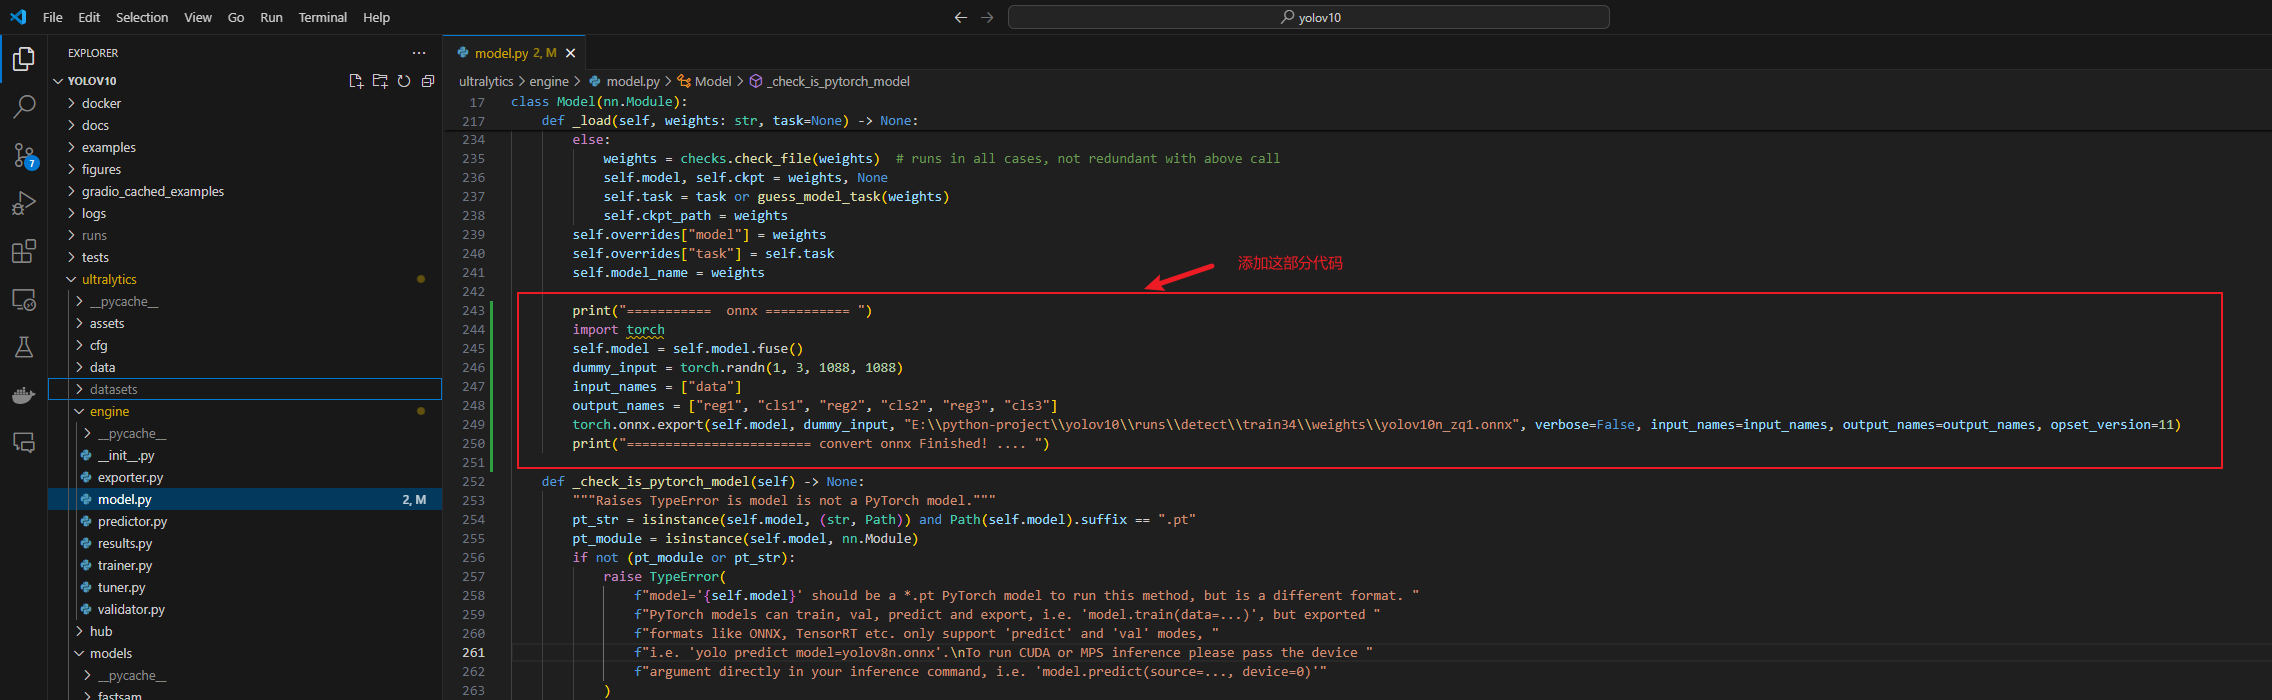 File Edit Selection View Go Run Terminal Help
yolov10
EXPLORER ...
model.py 2, M
YOLOV10
ultralytics > engine > model.py > Model > _check_is_pytorch_model
docker
docs
examples
figures
gradio_cached_examples
logs
runs
tests
ultralytics
__pycache__
assets
cfg
data
datasets
engine
__pycache__
__init__.py
exporter.py
model.py 2, M
predictor.py
results.py
trainer.py
tuner.py
validator.py
hub
models
__pycache__
fastsam
7
17 class Model(nn.Module):
217 def _load(self, weights: str, task=None) -> None:
234 else:
235 weights = checks.check_file(weights)  # runs in all cases, not redundant with above call
236 self.model, self.ckpt = weights, None
237 self.task = task or guess_model_task(weights)
238 self.ckpt_path = weights
239 self.overrides["model"] = weights
240 self.overrides["task"] = self.task
241 self.model_name = weights
添加这部分代码
242
243 print("===========  onnx =========== ")
244 import torch
245 self.model = self.model.fuse()
246 dummy_input = torch.randn(1, 3, 1088, 1088)
247 input_names = ["data"]
248 output_names = ["reg1", "cls1", "reg2", "cls2", "reg3", "cls3"]
249 torch.onnx.export(self.model, dummy_input, "E:\\python-project\\yolov10\\runs\\detect\\train34\\weights\\yolov10n_zq1.onnx", verbose=False, input_names=input_names, output_names=output_names, opset_version=11)
250 print("======================== convert onnx Finished! .... ")
251
252 def _check_is_pytorch_model(self) -> None:
253 """Raises TypeError is model is not a PyTorch model."""
254 pt_str = isinstance(self.model, (str, Path)) and Path(self.model).suffix == ".pt"
255 pt_module = isinstance(self.model, nn.Module)
256 if not (pt_module or pt_str):
257 raise TypeError(
258 f"model='{self.model}' should be a *.pt PyTorch model to run this method, but is a different format. "
259 f"PyTorch models can train, val, predict and export, i.e. 'model.train(data=...)', but exported "
260 f"formats like ONNX, TensorRT etc. only support 'predict' and 'val' modes, "
261 f"i.e. 'yolo predict model=yolov8n.onnx'.\nTo run CUDA or MPS inference please pass the device "
262 f"argument directly in your inference command, i.e. 'model.predict(source=..., device=0)'"
263 )